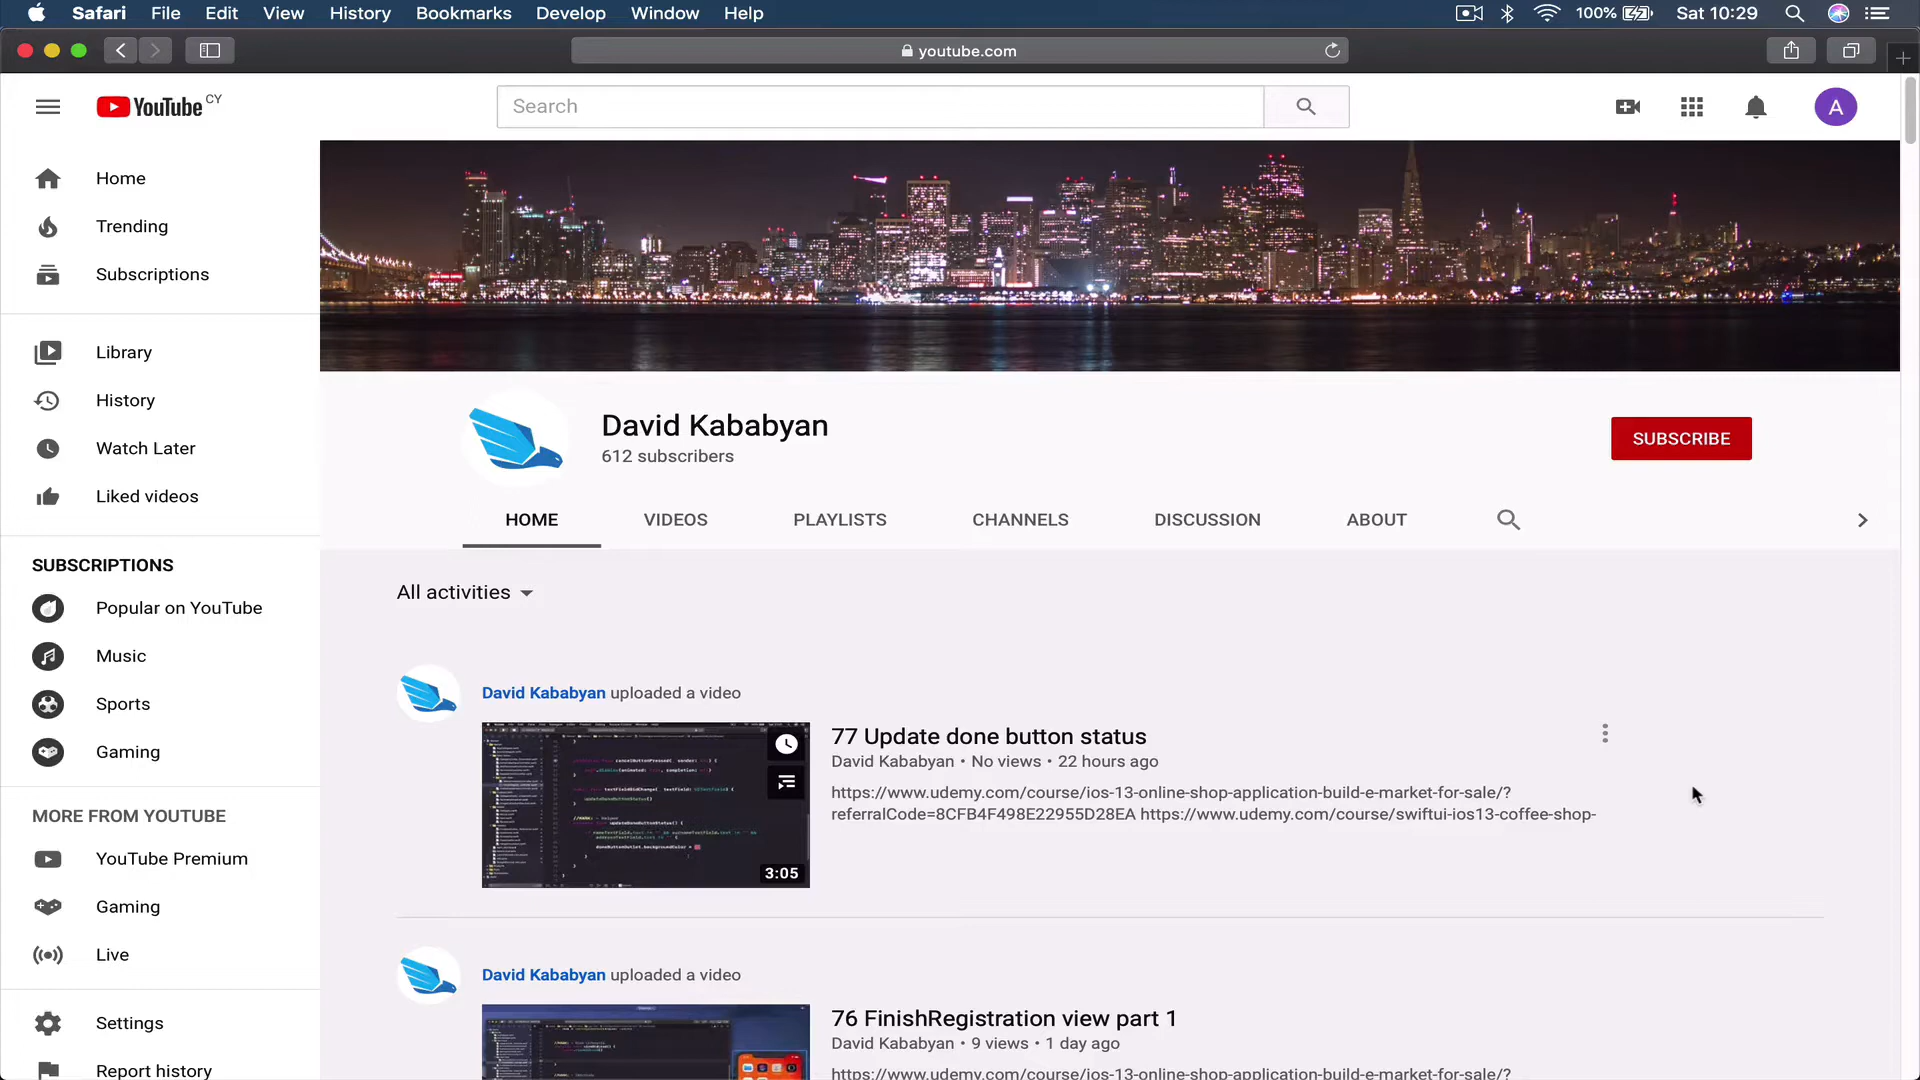 Safari File Edit View History Bookmarks Develop Window Help 100% Sat 10:29
youtube.com
YouTube CY
Search
A
Home
Trending
Subscriptions
Library
History
Watch Later
Liked videos
SUBSCRIPTIONS
Popular on YouTube
Music
Sports
Gaming
MORE FROM YOUTUBE
YouTube Premium
Gaming
Live
Settings
Report history
David Kababyan
612 subscribers
SUBSCRIBE
HOME VIDEOS PLAYLISTS CHANNELS DISCUSSION ABOUT
All activities
David Kababyan uploaded a video
3:05
77 Update done button status
David Kababyan • No views • 22 hours ago
https://www.udemy.com/course/ios-13-online-shop-application-build-e-market-for-sale/?
referralCode=8CFB4F498E22955D28EA https://www.udemy.com/course/swiftui-ios13-coffee-shop-
David Kababyan uploaded a video
76 FinishRegistration view part 1
David Kababyan • 9 views • 1 day ago
https://www.udemy.com/course/ios-13-online-shop-application-build-e-market-for-sale/?